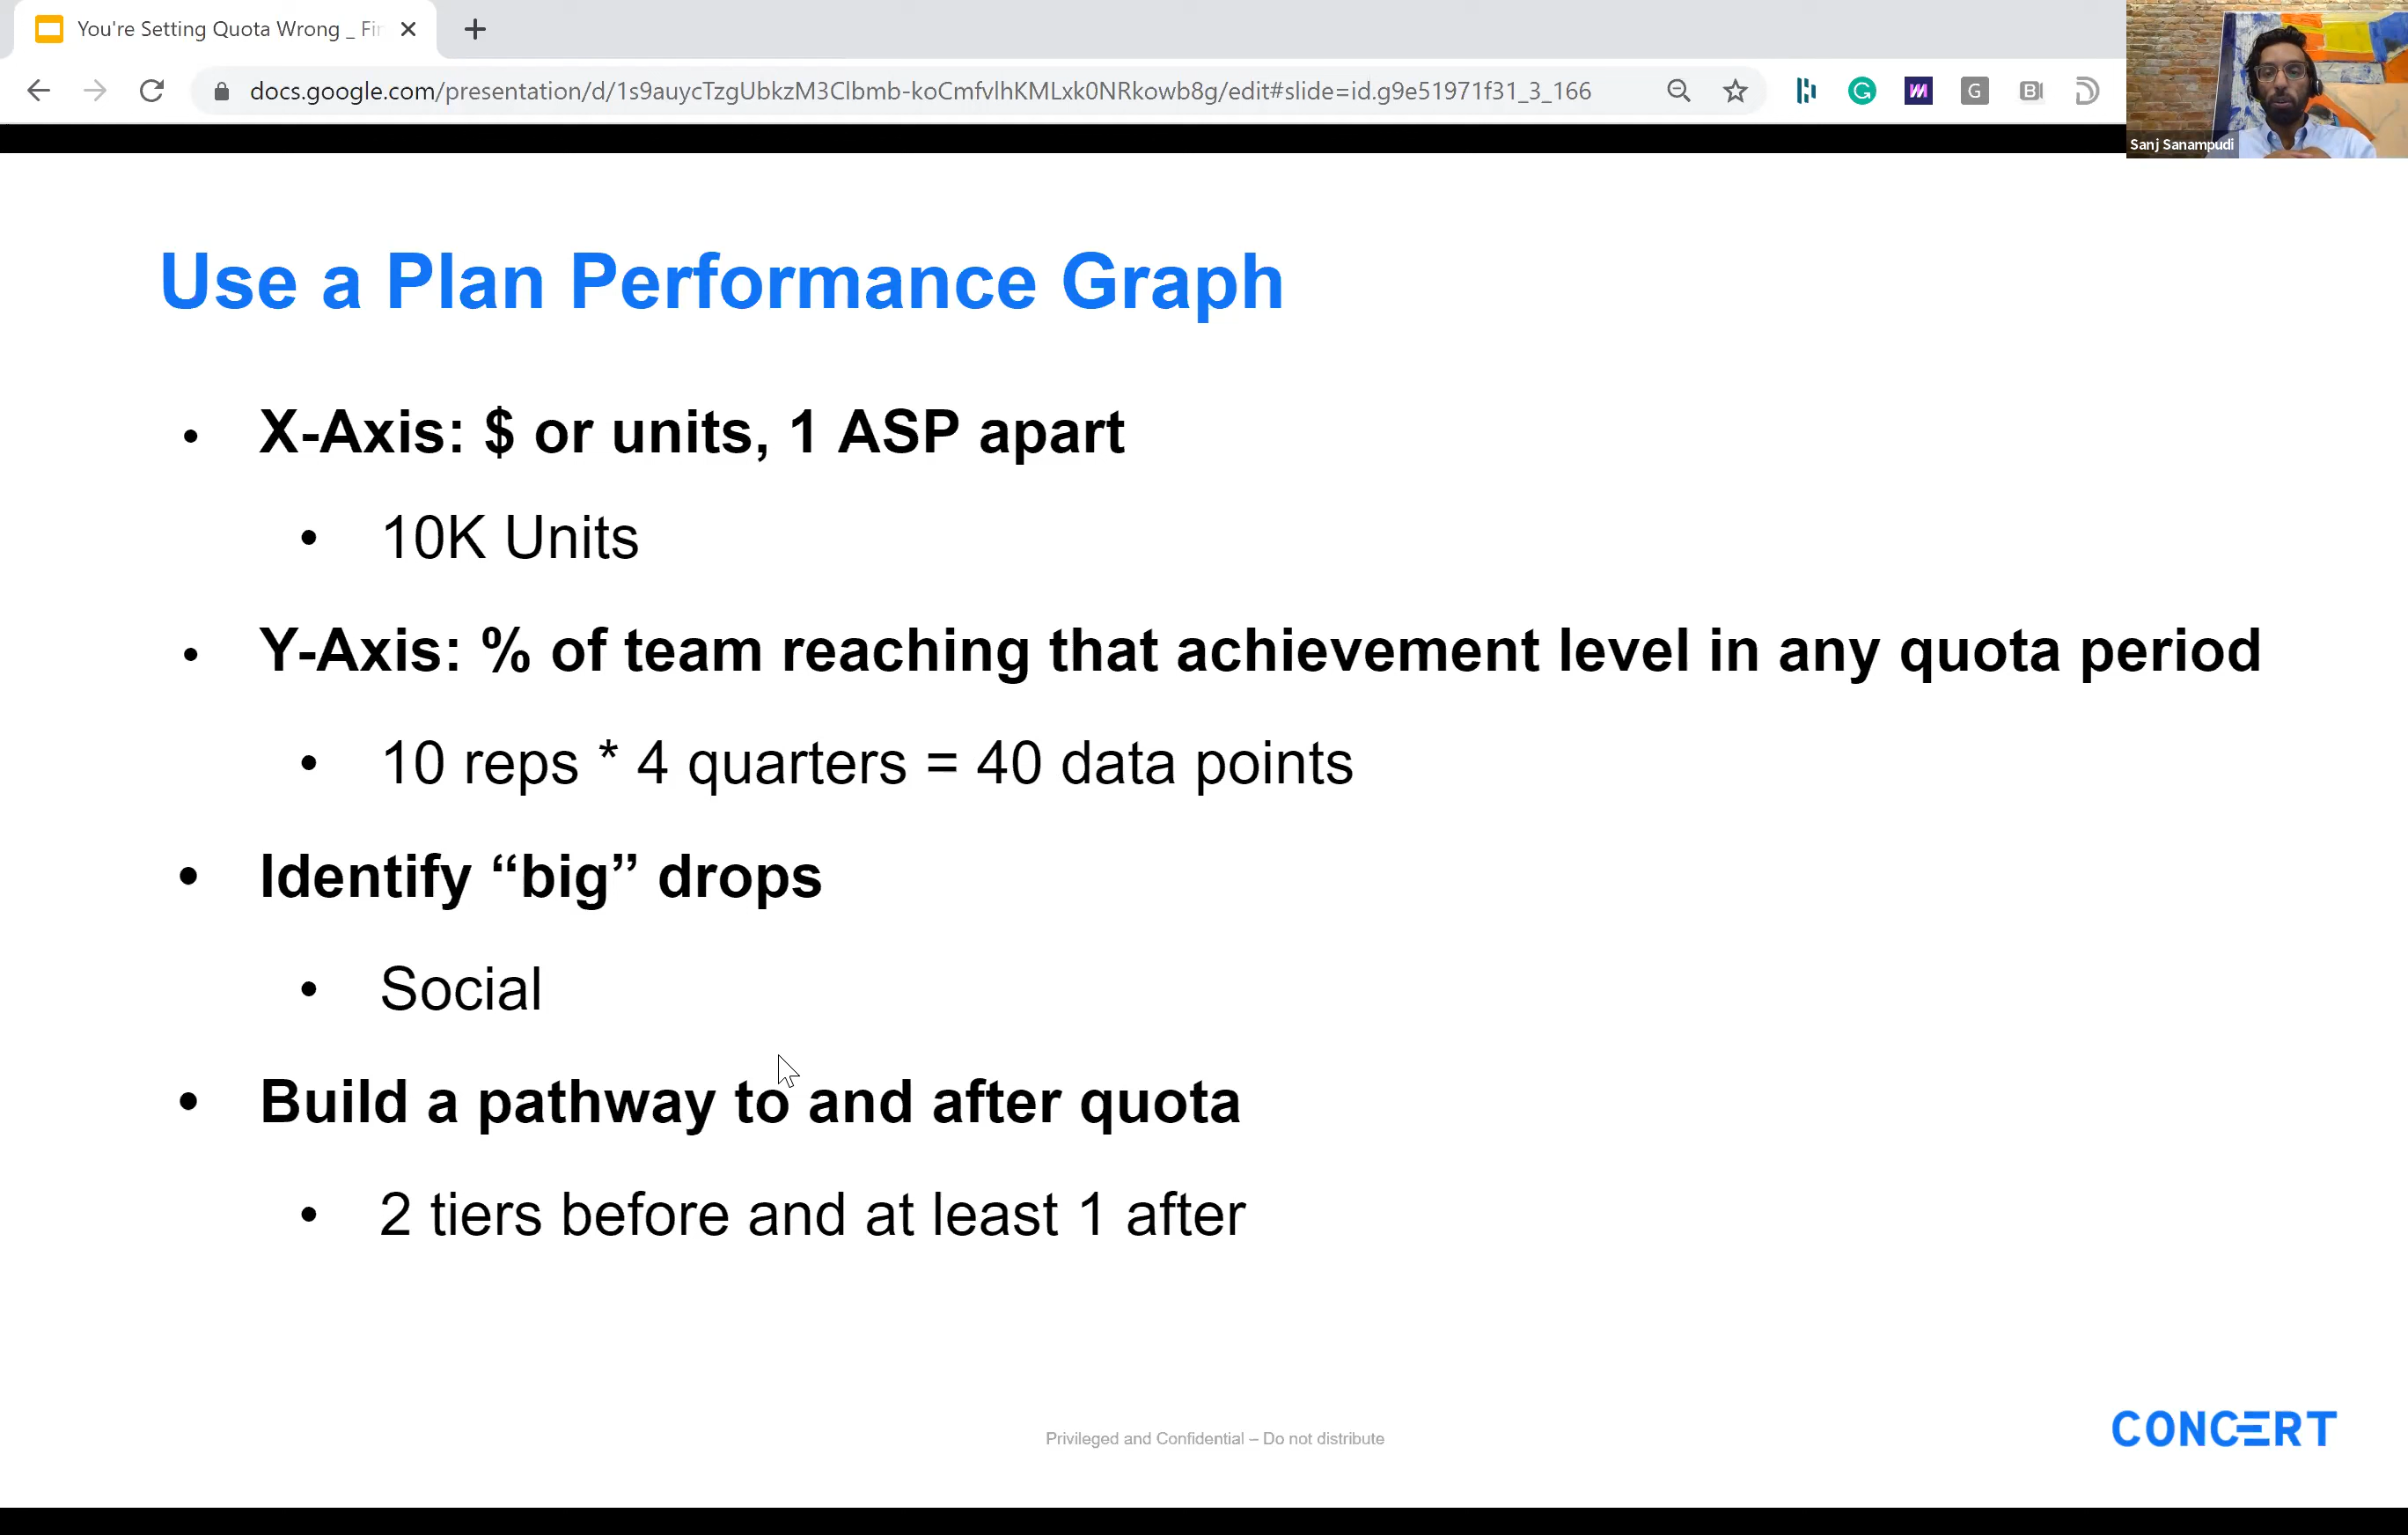 You're Setting Quota Wrong _ Fir
docs.google.com/presentation/d/1s9auycTzgUbkzM3Clbmb-koCmfvlhKMLxk0NRkowb8g/edit#slide=id.g9e51971f31_3_166
Sanj Sanampudi
Use a Plan Performance Graph
• X-Axis: $ or units, 1 ASP apart
• 10K Units
• Y-Axis: % of team reaching that achievement level in any quota period
• 10 reps * 4 quarters = 40 data points
• Identify “big” drops
• Social
• Build a pathway to and after quota
• 2 tiers before and at least 1 after
Privileged and Confidential – Do not distribute
CONCERT